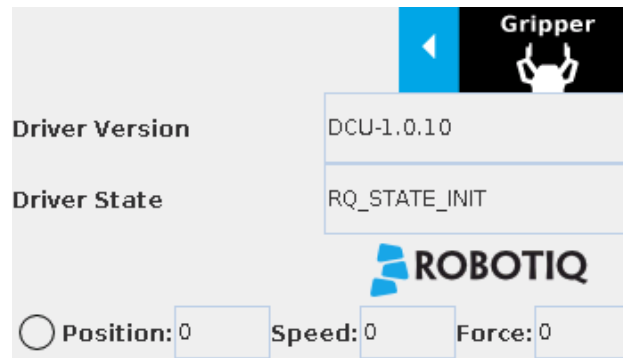 Gripper
Driver Version DCU-1.0.10
Driver State RQ_STATE_INIT
ROBOTIQ
Position: 0 Speed: 0 Force: 0